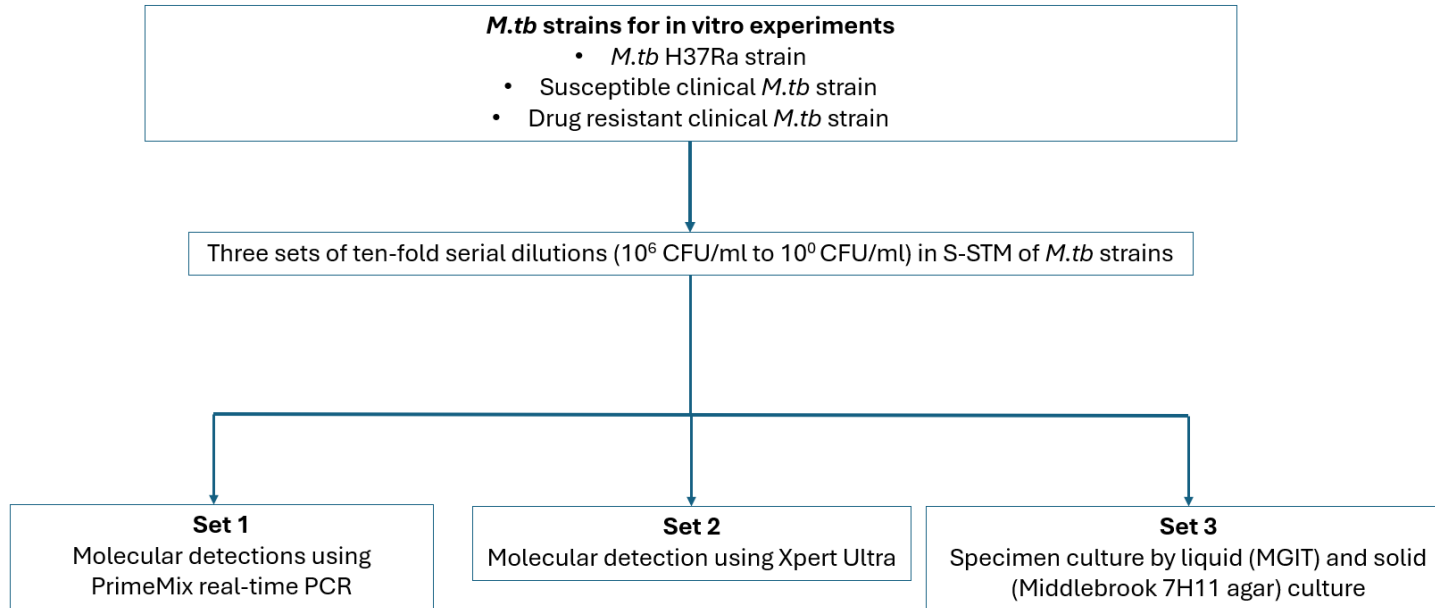 M.tb strains for in vitro experiments
• M.tb H37Ra strain
• Susceptible clinical M.tb strain
• Drug resistant clinical M.tb strain
Three sets of ten-fold serial dilutions (10⁶ CFU/ml to 10⁰ CFU/ml) in S-STM of M.tb strains
Set 1
Molecular detections using
PrimeMix real-time PCR
Set 2
Molecular detection using Xpert Ultra
Set 3
Specimen culture by liquid (MGIT) and solid
(Middlebrook 7H11 agar) culture